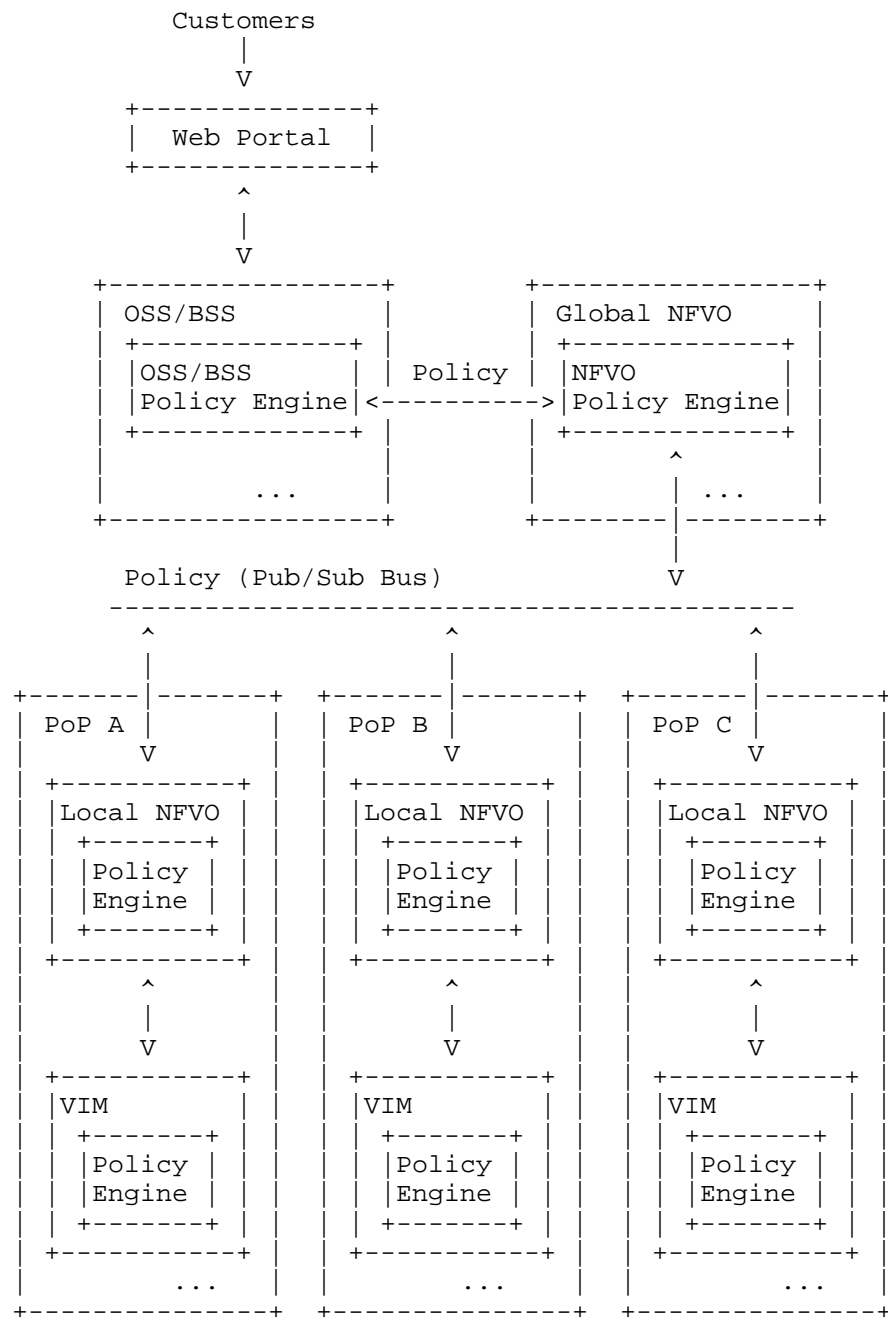 Customers
Web Portal
OSS/BSS
Global NFVO
OSS/BSS
Policy
NFVO
Policy Engine
Policy Engine
...
...
Policy (Pub/Sub Bus)
PoP A
PoP B
PoP C
Local NFVO
Local NFVO
Local NFVO
Policy
Policy
Policy
Engine
Engine
Engine
VIM
VIM
VIM
Policy
Policy
Policy
Engine
Engine
Engine
...
...
...